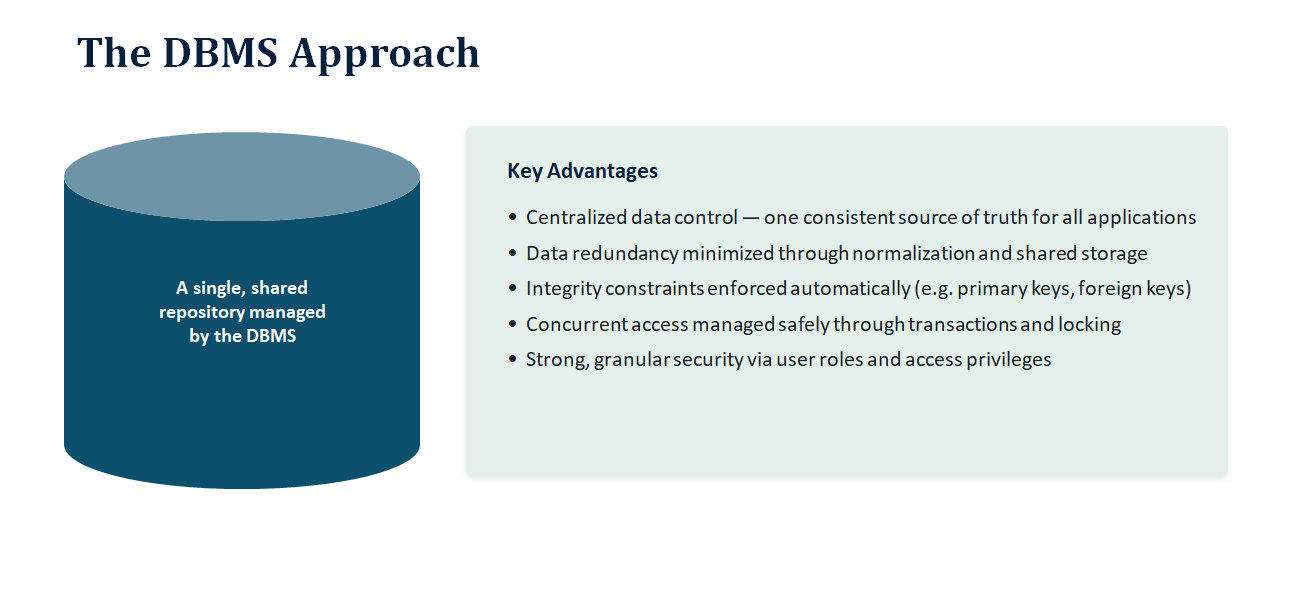 The DBMS Approach
A single, shared
repository managed
by the DBMS
Key Advantages
• Centralized data control — one consistent source of truth for all applications
• Data redundancy minimized through normalization and shared storage
• Integrity constraints enforced automatically (e.g. primary keys, foreign keys)
• Concurrent access managed safely through transactions and locking
• Strong, granular security via user roles and access privileges